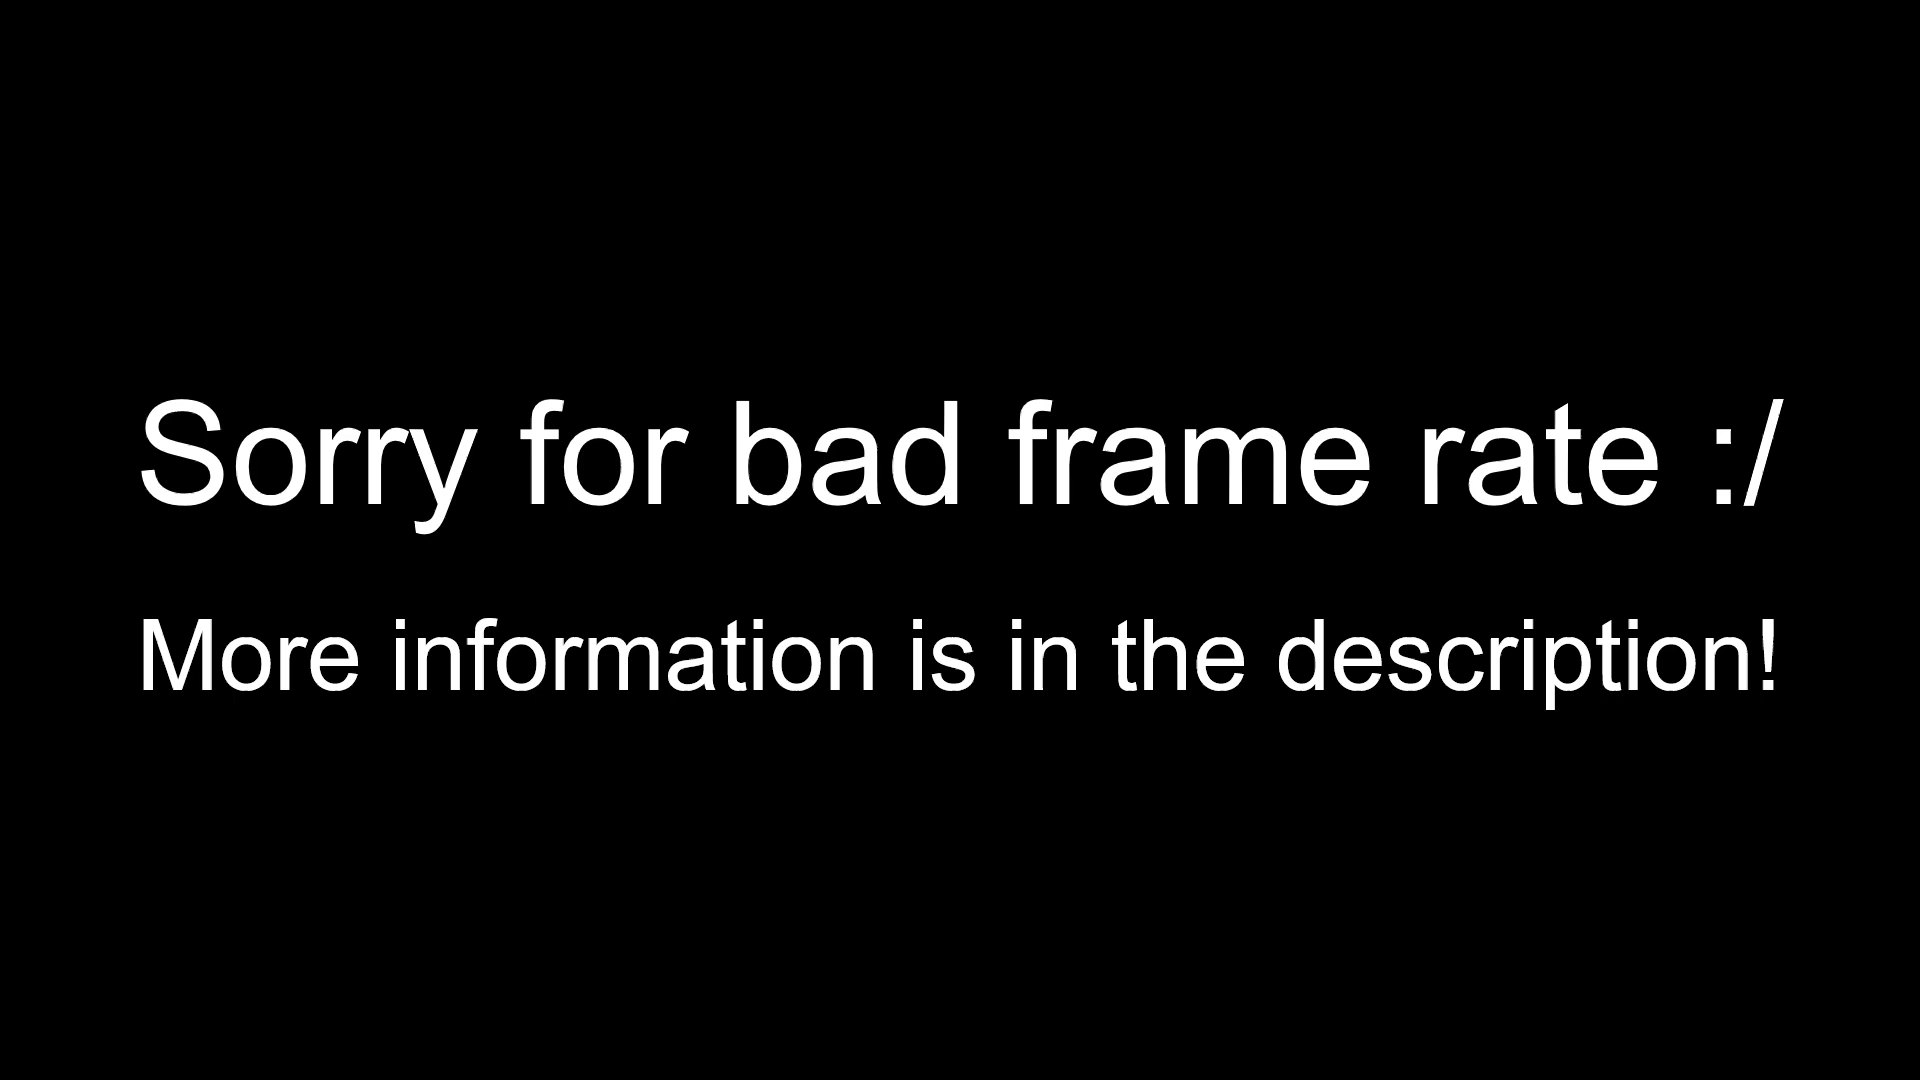 Sorry for bad frame rate :/
More information is in the description!